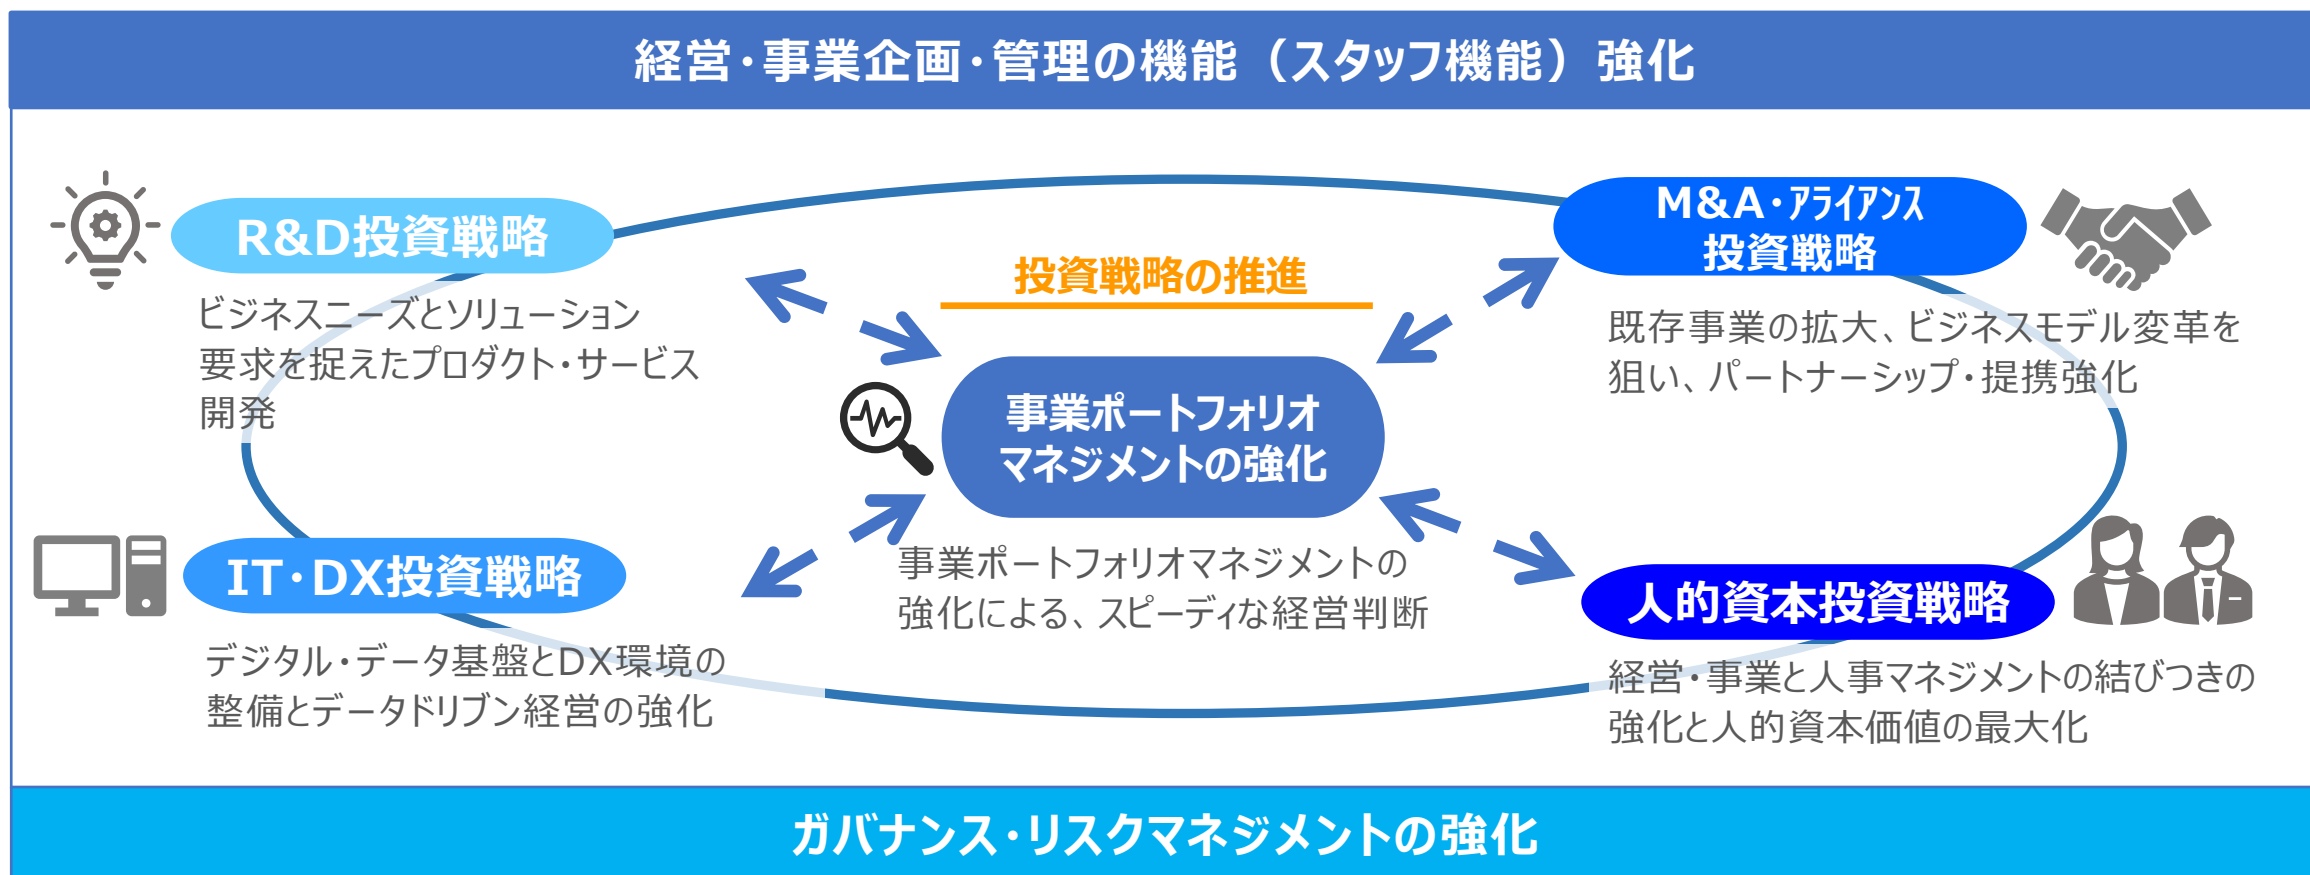 経営・事業企画・管理の機能（スタッフ機能）強化
R&D投資戦略
ビジネスニーズとソリューション
要求を捉えたプロダクト・サービス
開発
M&A・アライアンス
投資戦略
既存事業の拡大、ビジネスモデル変革を
狙い、パートナーシップ・提携強化
投資戦略の推進
事業ポートフォリオ
マネジメントの強化
事業ポートフォリオマネジメントの
強化による、スピーディな経営判断
IT・DX投資戦略
デジタル・データ基盤とDX環境の
整備とデータドリブン経営の強化
人的資本投資戦略
経営・事業と人事マネジメントの結びつきの
強化と人的資本価値の最大化
ガバナンス・リスクマネジメントの強化